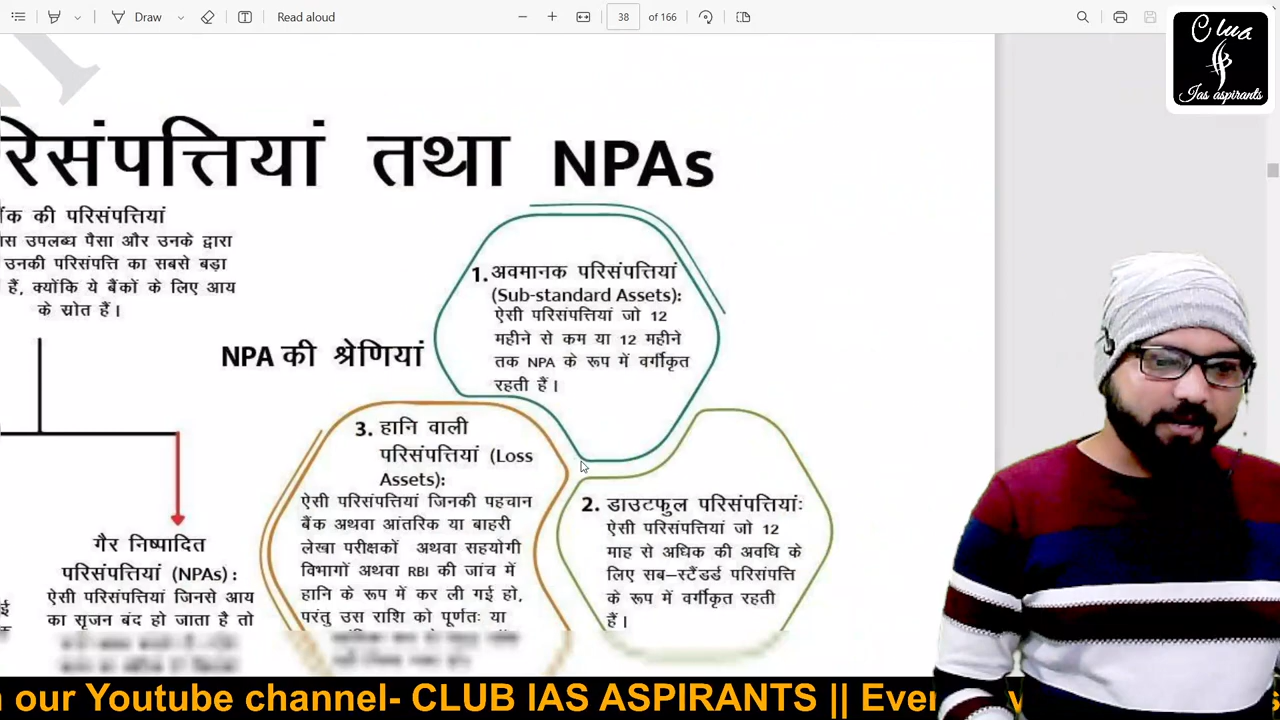 Draw
Read aloud
38
of 166
Clua
Ias aspirants
रिसंपत्तियां तथा NPAs
क की परिसंपत्तियां
स उपलब्ध पैसा और उनके द्वारा
उनकी परिसंपत्ति का सबसे बड़ा
हैं, क्योंकि ये बैंकों के लिए आय
के स्रोत हैं।
NPA की श्रेणियां
1. अवमानक परिसंपत्तियां
(Sub-standard Assets):
ऐसी परिसंपत्तियां जो 12
महीने से कम या 12 महीने
तक NPA के रूप में वर्गीकृत
रहती हैं।
3. हानि वाली
परिसंपत्तियां (Loss
Assets):
ऐसी परिसंपत्तियां जिनकी पहचान
बैंक अथवा आंतरिक या बाहरी
लेखा परीक्षकों अथवा सहयोगी
विभागों अथवा RBI की जांच में
हानि के रूप में कर ली गई हो,
परंतु उस राशि को पूर्णतः या
2. डाउटफुल परिसंपत्तियां:
ऐसी परिसंपत्तियां जो 12
माह से अधिक की अवधि के
लिए सब–स्टैंडर्ड परिसंपत्ति
के रूप में वर्गीकृत रहती
हैं।
गैर निष्पादित
परिसंपत्तियां (NPAs) :
ऐसी परिसंपत्तियां जिनसे आय
का सृजन बंद हो जाता है तो
our Youtube channel- CLUB IAS ASPIRANTS || Ever